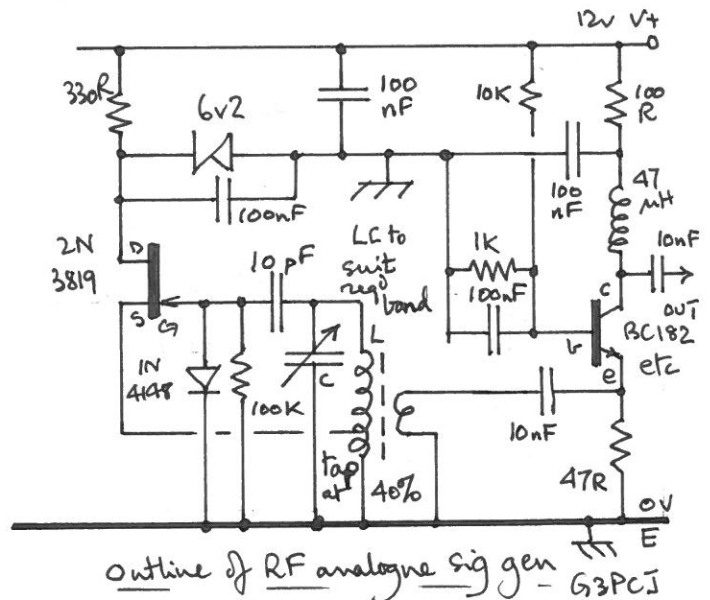 12v V+
330R
6v2
100
nF
10K
100
R
100nF
100
nF
47
μH
10nF
2N
3819
D
S
G
10pF
LC to
suit
reqd
band
1K
100nF
C
OUT
BC182
etc
b
e
1N
4148
100K
C
L
10nF
tap
at 40%
47R
0V
E
Outline of RF analogue sig gen - G3PCJ